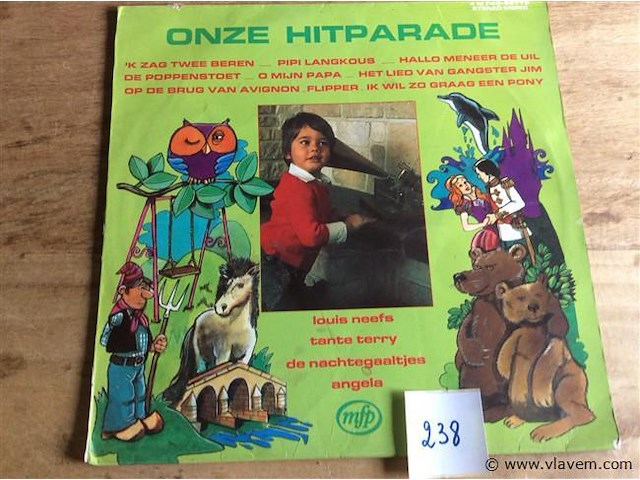 ONZE HITPARADE
'K ZAG TWEE BEREN ... PIPI LANGKOUS ... HALLO MENEER DE UIL
DE POPPENSTOET .. O MIJN PAPA .. HET LIED VAN GANGSTER JIM
OP DE BRUG VAN AVIGNON . FLIPPER . IK WIL ZO GRAAG EEN PONY
louis neefs
tante terry
de nachtegaaltjes
angela
mfp
238
© www.vlavem.com